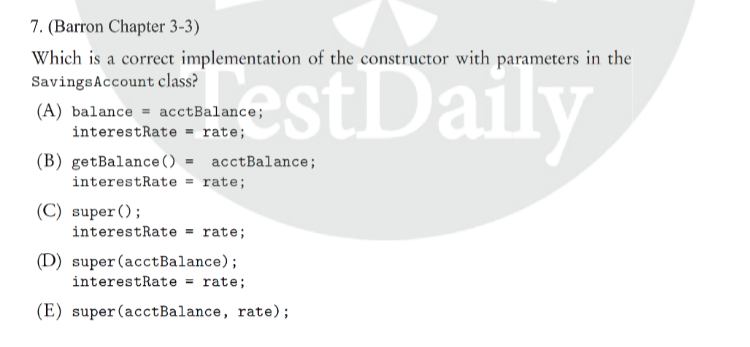 7. (Barron Chapter 3-3)
Which is a correct implementation of the constructor with parameters in the
SavingsAccount class?
(A) balance = acctBalance;
interestRate = rate;
(B) getBalance() = acctBalance;
interestRate = rate;
(C) super();
interestRate = rate;
(D) super(acctBalance);
interestRate = rate;
(E) super(acctBalance, rate);
TestDaily